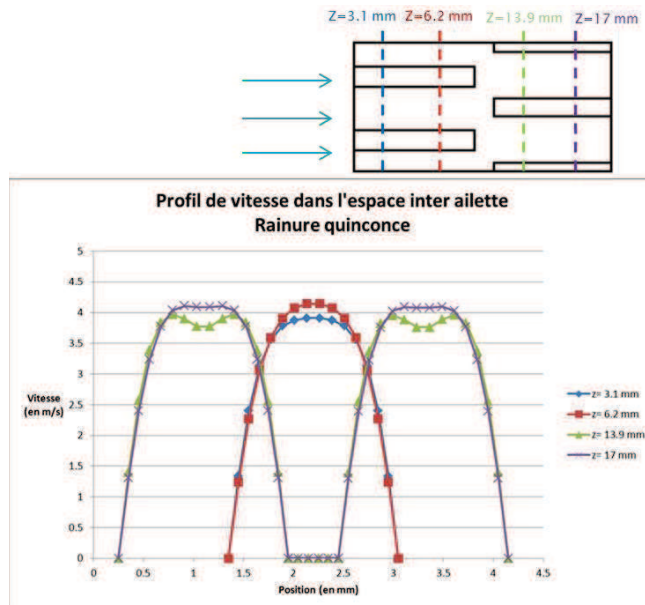 Z=3.1 mm Z=6.2 mm Z=13.9 mm Z=17 mm
Profil de vitesse dans l'espace inter ailette
Rainure quinconce
5
4.5
4
3.5
3
2.5
2
1.5
1
0.5
0
Vitesse
(en m/s)
0 0.5 1 1.5 2 2.5 3 3.5 4 4.5
Position (en mm)
z= 3.1 mm
z= 6.2 mm
z= 13.9 mm
z= 17 mm